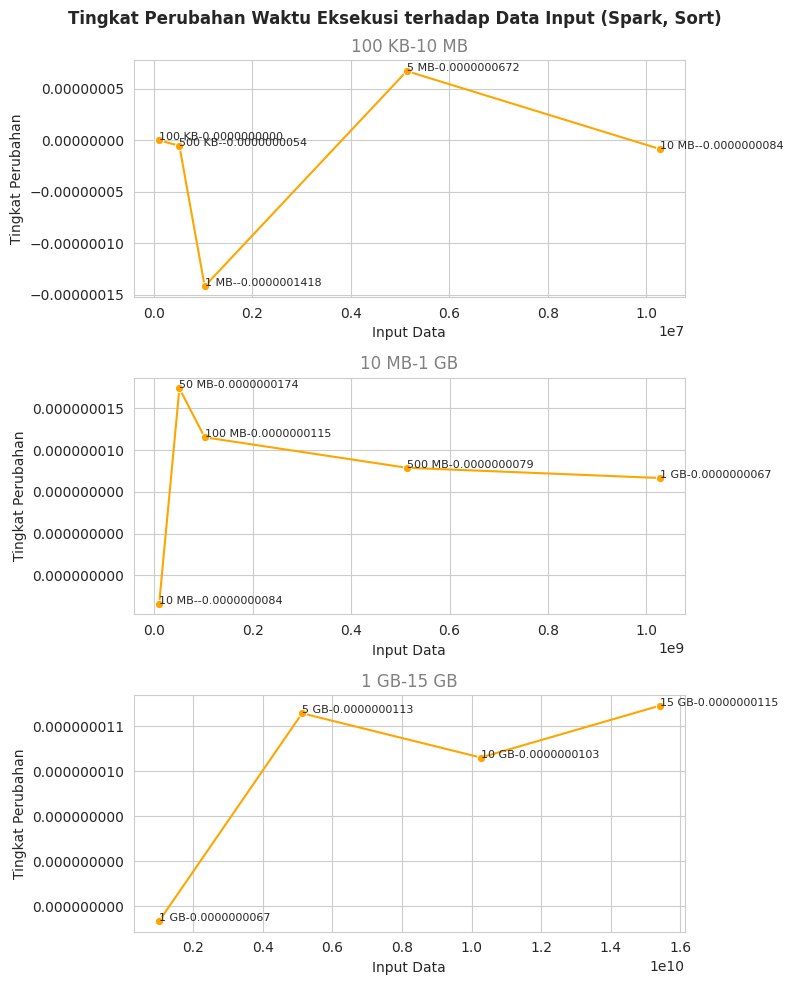 Tingkat Perubahan Waktu Eksekusi terhadap Data Input (Spark, Sort)
100 KB-10 MB
Tingkat Perubahan
0.00000005
0.00000000
−0.00000005
−0.00000010
−0.00000015
100 KB-0.0000000000
500 KB--0.0000000054
1 MB--0.0000001418
5 MB-0.0000000672
10 MB--0.0000000084
0.0 0.2 0.4 0.6 0.8 1.0
1e7
Input Data
10 MB-1 GB
Tingkat Perubahan
0.000000015
0.000000010
0.000000000
0.000000000
0.000000000
10 MB--0.0000000084
50 MB-0.0000000174
100 MB-0.0000000115
500 MB-0.0000000079
1 GB-0.0000000067
0.0 0.2 0.4 0.6 0.8 1.0
1e9
Input Data
1 GB-15 GB
Tingkat Perubahan
0.000000011
0.000000010
0.000000000
0.000000000
0.000000000
1 GB-0.0000000067
5 GB-0.0000000113
10 GB-0.0000000103
15 GB-0.0000000115
0.2 0.4 0.6 0.8 1.0 1.2 1.4 1.6
1e10
Input Data